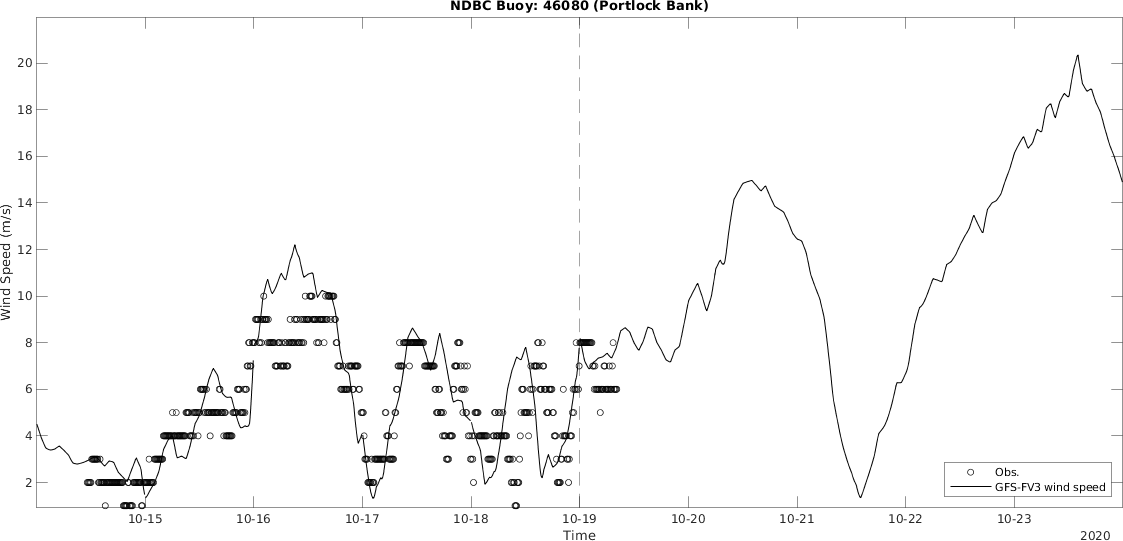 NDBC Buoy: 46080 (Portlock Bank)
Wind Speed (m/s)
20
18
16
14
12
10
8
6
4
2
Obs.
GFS-FV3 wind speed
10-15 10-16 10-17 10-18 10-19 10-20 10-21 10-22 10-23
Time
2020